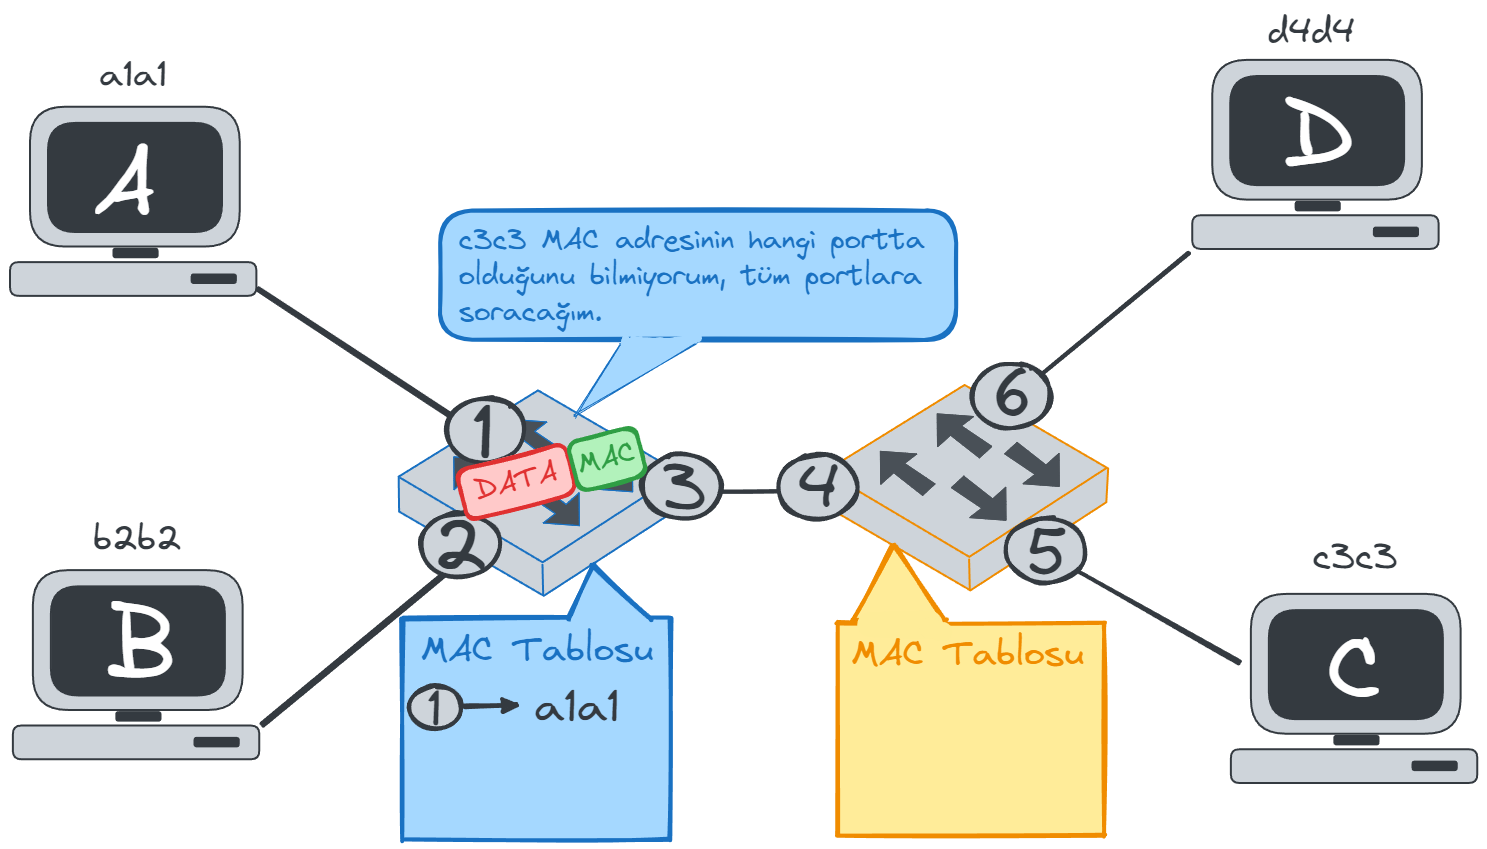 a1a1
A
d4d4
D
c3c3 MAC adresinin hangi portta
olduğunu bilmiyorum, tüm portlara
soracağım.
1
DATA
MAC
2
3
4
6
5
b2b2
B
c3c3
C
MAC Tablosu
1 → a1a1
MAC Tablosu